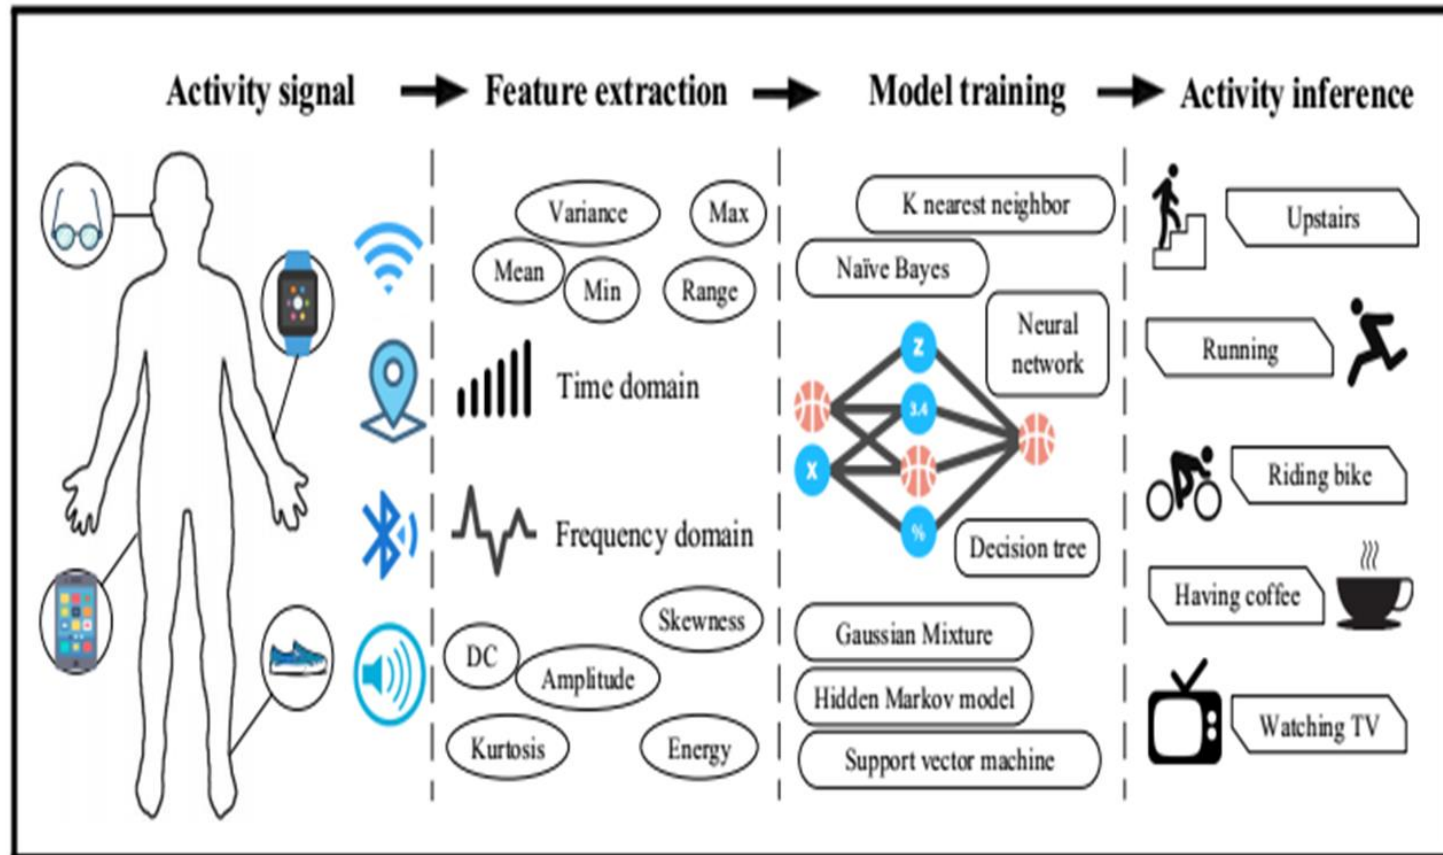 Activity signal
Feature extraction
Model training
Activity inference
Variance
Max
Mean
Min
Range
Time domain
Frequency domain
Skewness
DC
Amplitude
Kurtosis
Energy
K nearest neighbor
Naïve Bayes
Neural
network
Z
3.4
X
%
Decision tree
Gaussian Mixture
Hidden Markov model
Support vector machine
Upstairs
Running
Riding bike
Having coffee
Watching TV